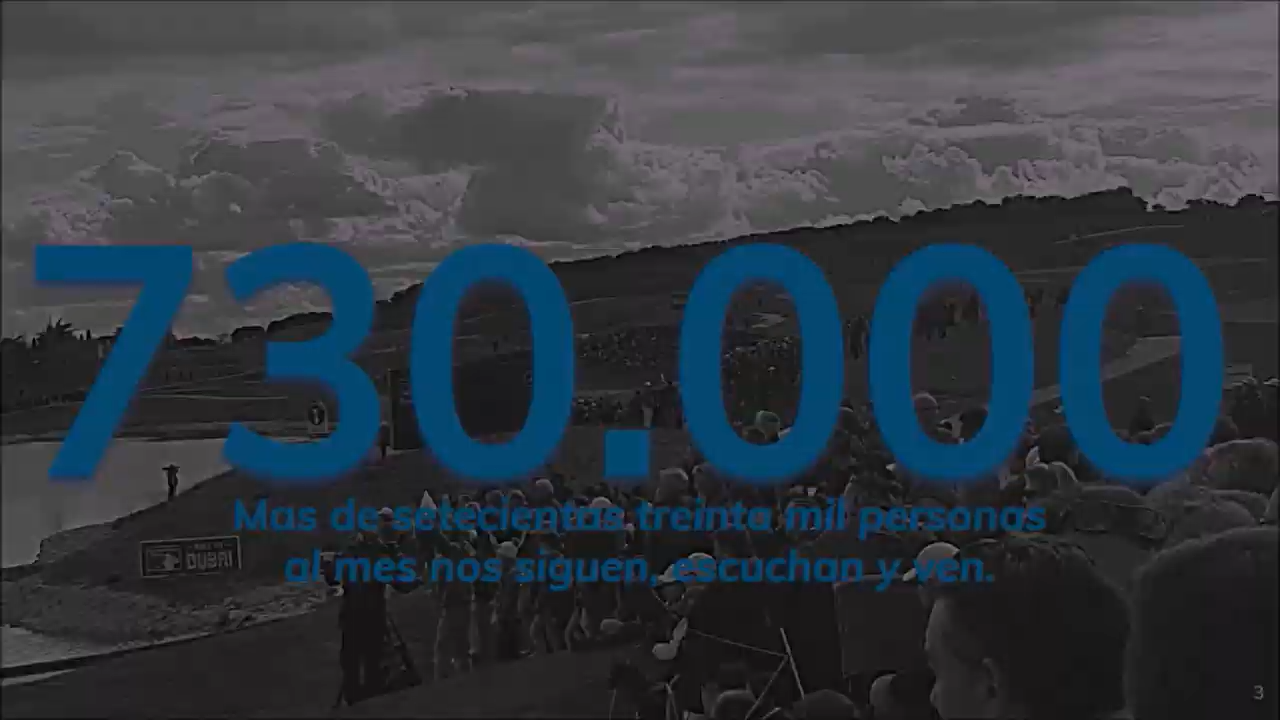 730.000
Mas de setecientas treinta mil personas
al mes nos siguen, escuchan y ven.
DUBAI
3